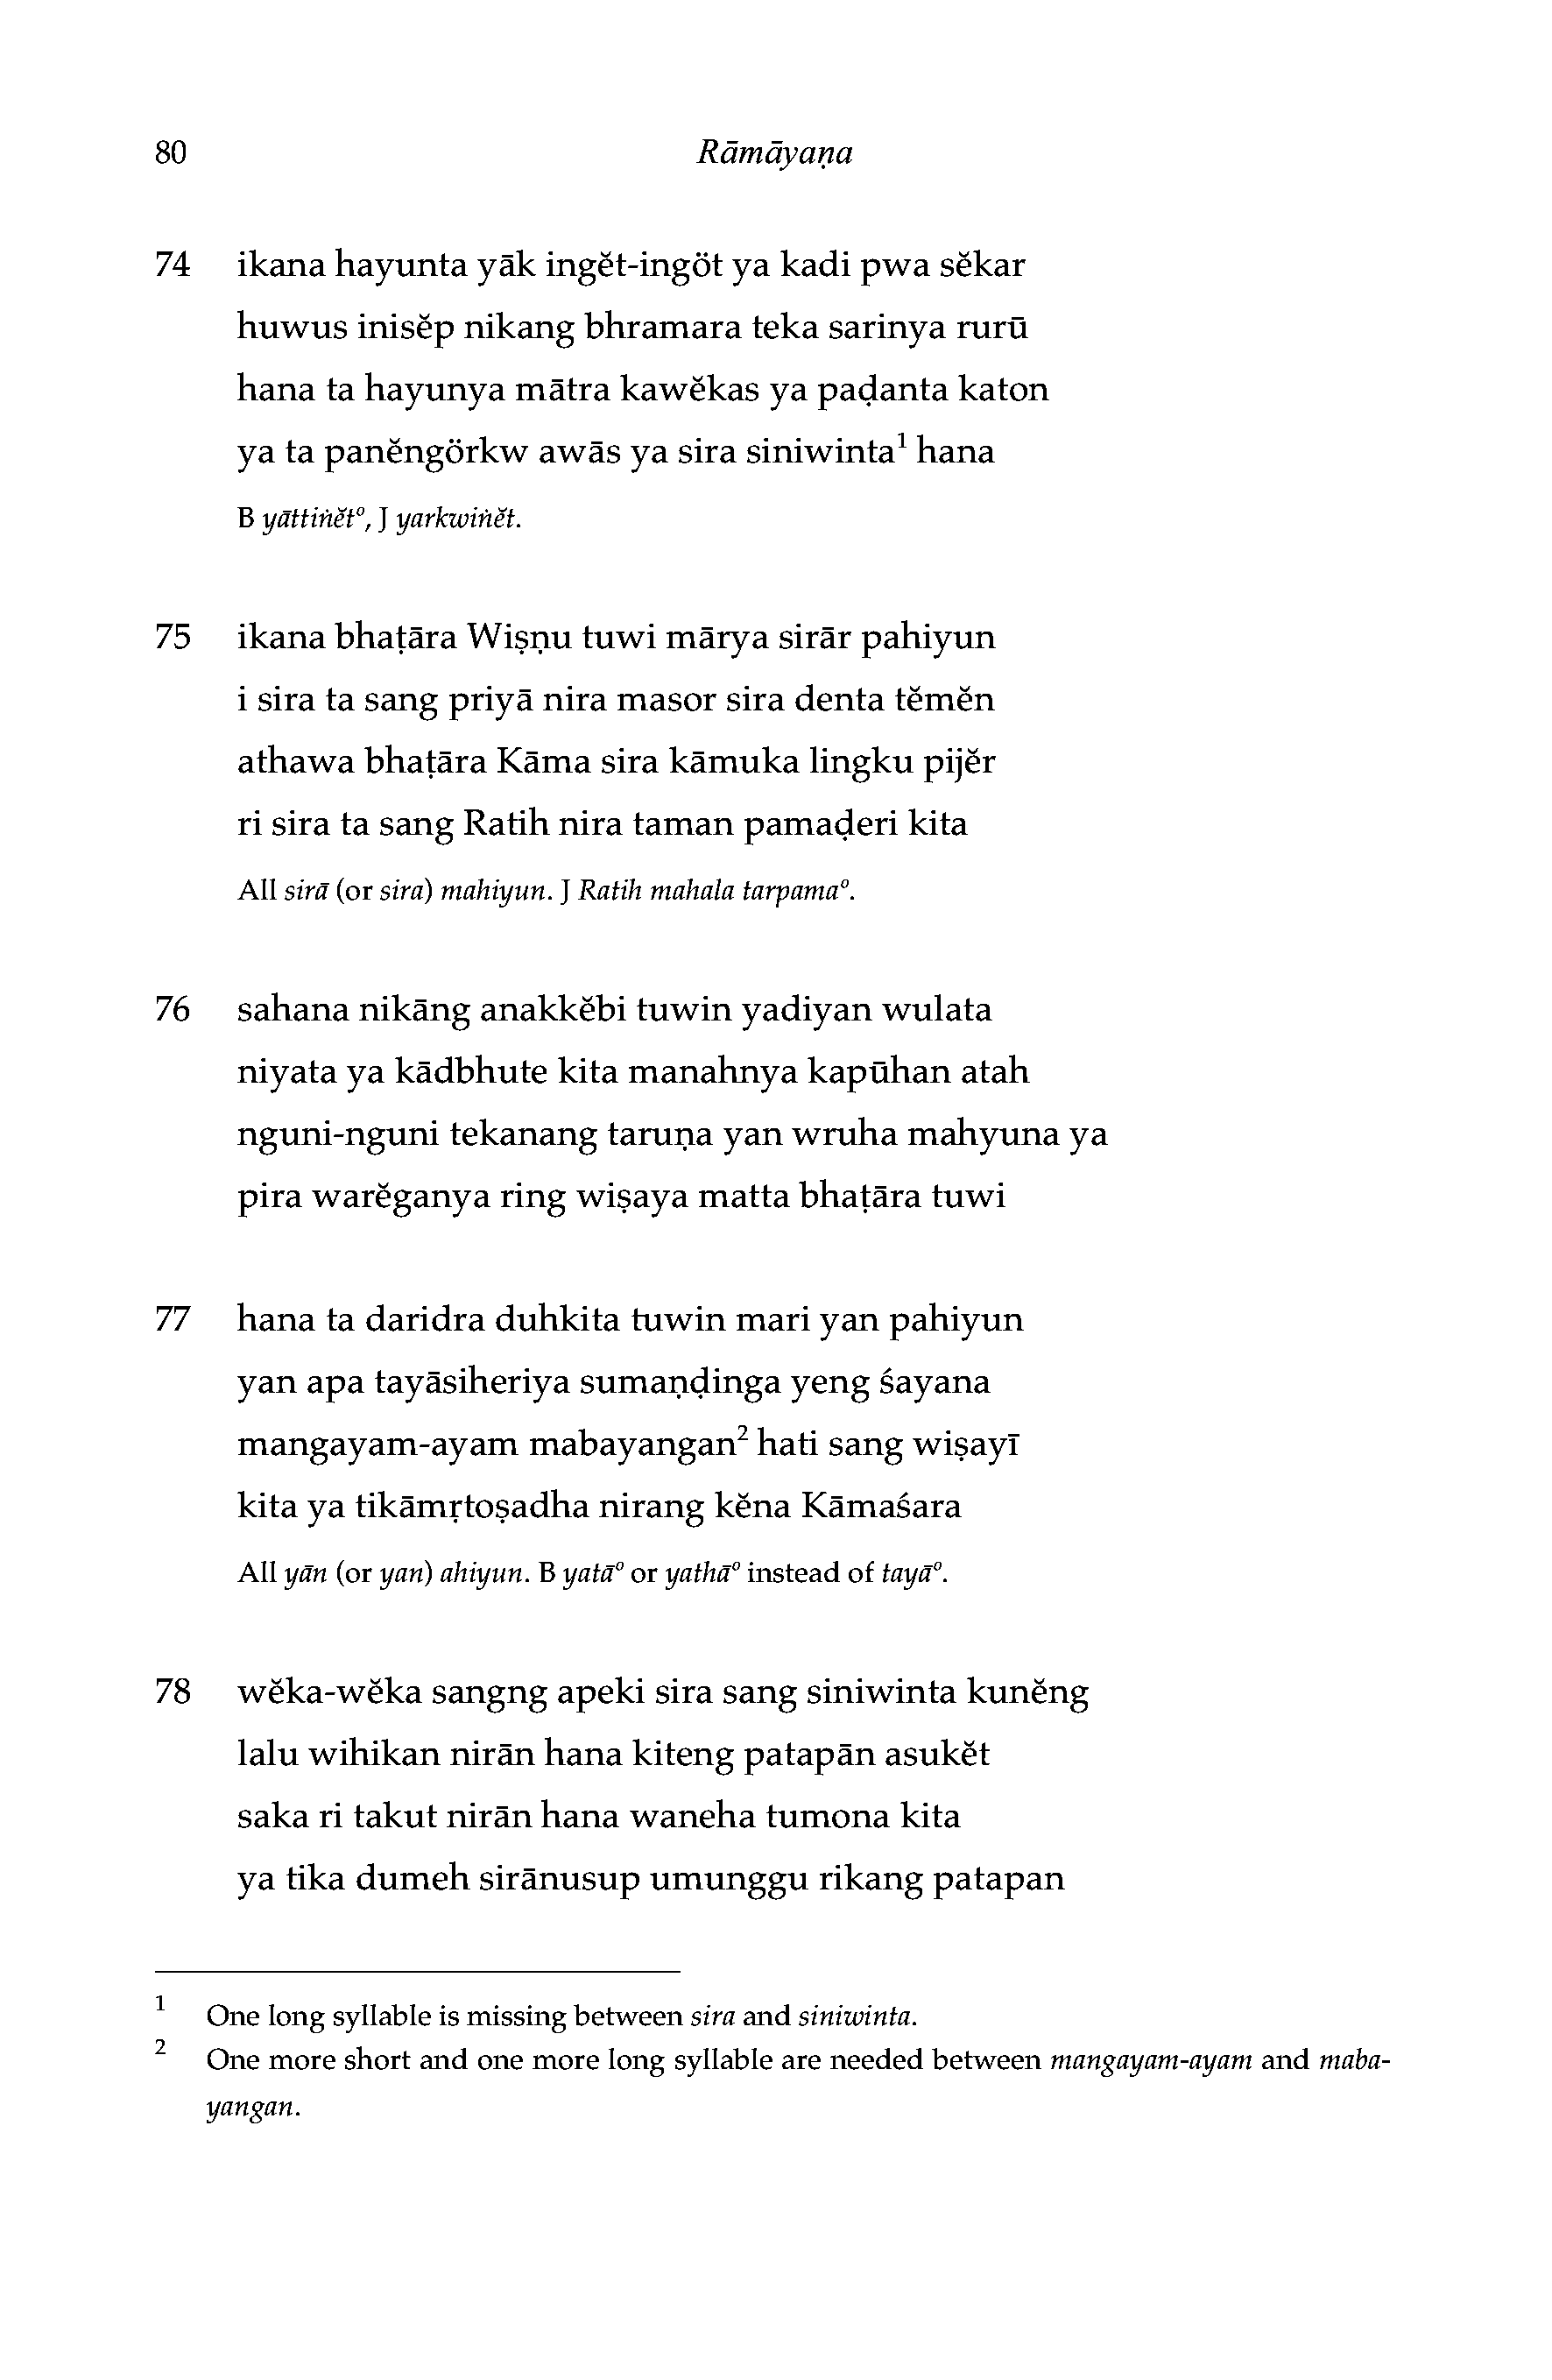 80 Rāmāyaṇa
74 ikana hayunta yāk ingĕt-ingöt ya kadi pwa sĕkar
huwus inisĕp nikang bhramara teka sarinya rurū
hana ta hayunya mātra kawĕkas ya paḍanta katon
ya ta panĕngörkw awās ya sira siniwinta¹ hana
B yāttiṅĕt°, J yarkwiṅĕt.
75 ikana bhaṭāra Wiṣṇu tuwi mārya sirār pahiyun
i sira ta sang priyā nira masor sira denta tĕmĕn
athawa bhaṭāra Kāma sira kāmuka lingku pijĕr
ri sira ta sang Ratih nira taman pamaḍeri kita
All sirā (or sira) mahiyun. J Ratih mahala tarpama°.
76 sahana nikāng anakkĕbi tuwin yadiyan wulata
niyata ya kādbhute kita manahnya kapūhan atah
nguni-nguni tekanang taruṇa yan wruha mahyuna ya
pira warĕganya ring wiṣaya matta bhaṭāra tuwi
77 hana ta daridra duhkita tuwin mari yan pahiyun
yan apa tayāsiheriya sumaṇḍinga yeng śayana
mangayam-ayam mabayangan² hati sang wiṣayī
kita ya tikāmṛtoṣadha nirang kĕna Kāmaśara
All yān (or yan) ahiyun. B yatā° or yathā° instead of tayā°.
78 wĕka-wĕka sangng apeki sira sang siniwinta kunĕng
lalu wihikan nirān hana kiteng patapān asukĕt
saka ri takut nirān hana waneha tumona kita
ya tika dumeh sirānusup umunggu rikang patapan
1 One long syllable is missing between sira and siniwinta.
2 One more short and one more long syllable are needed between mangayam-ayam and maba-
yangan.